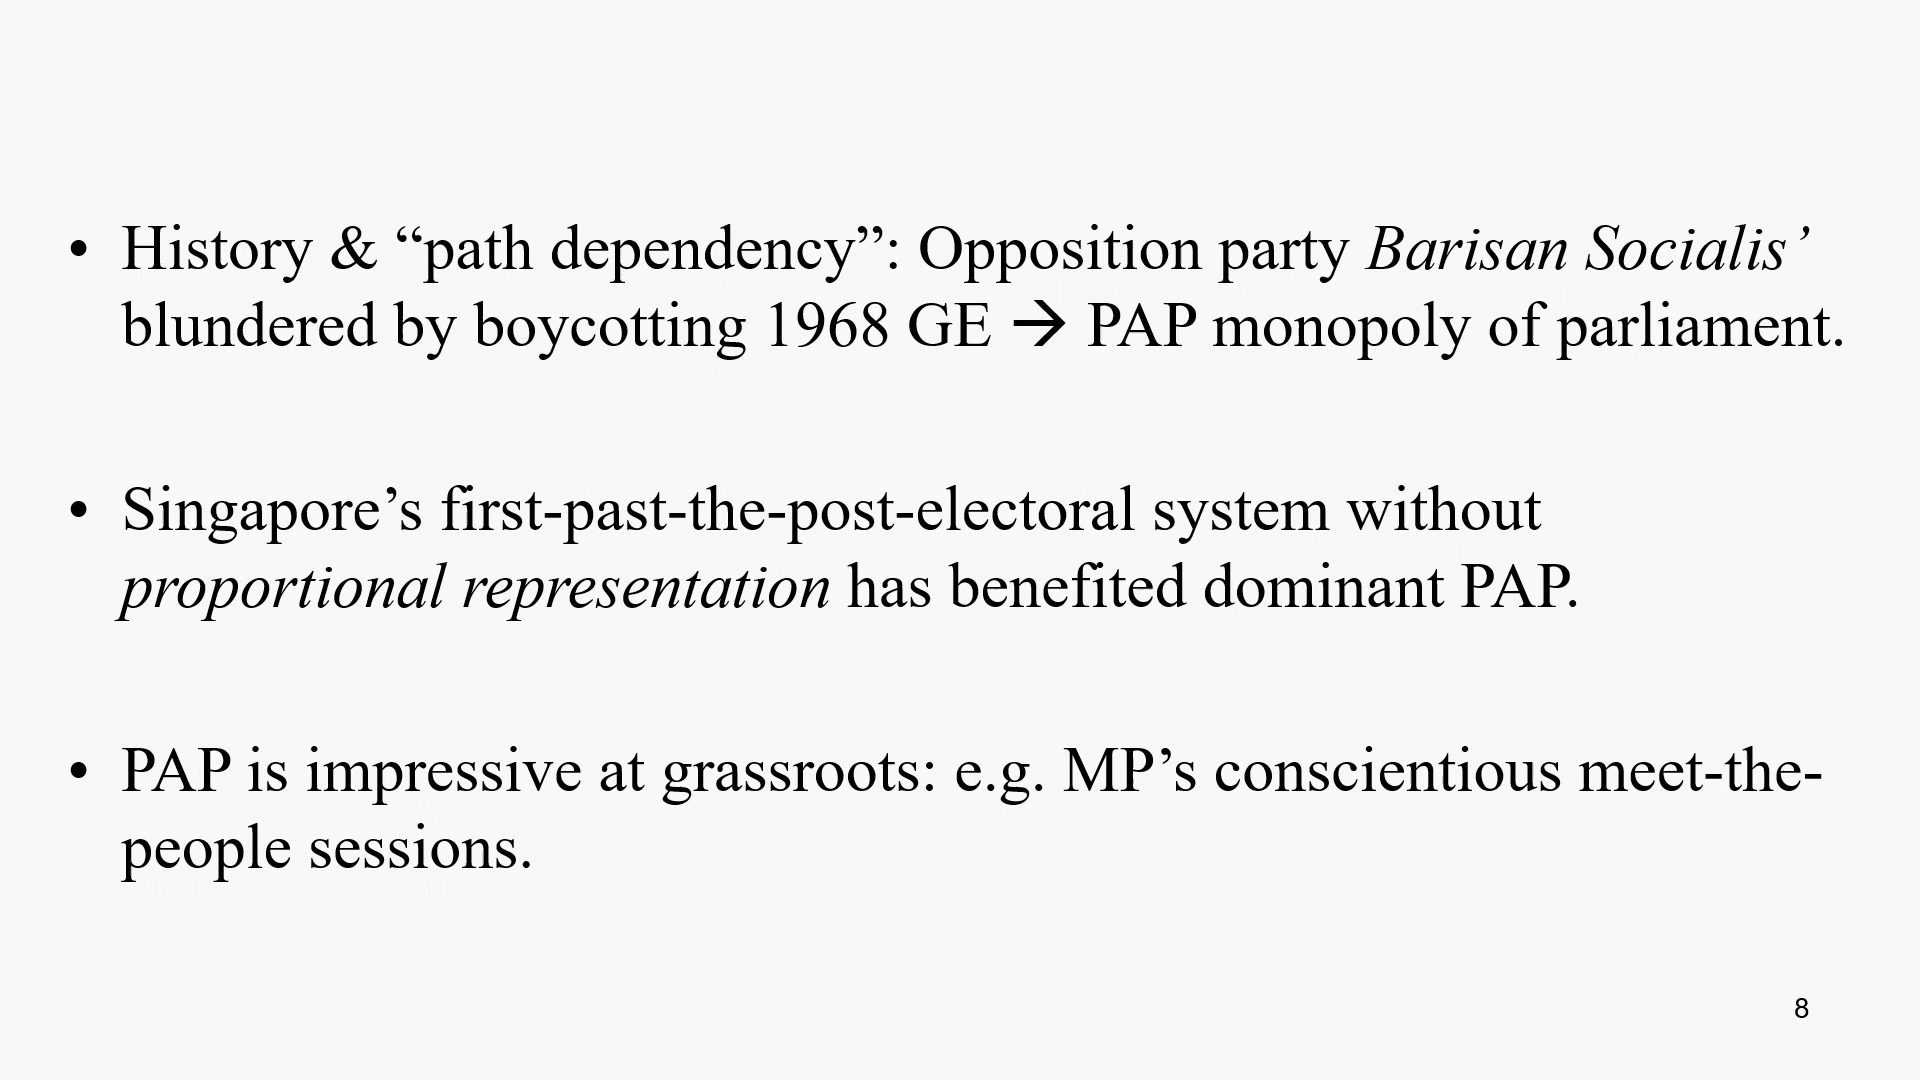 • History & “path dependency”: Opposition party Barisan Socialis’
blundered by boycotting 1968 GE → PAP monopoly of parliament.
• Singapore’s first-past-the-post-electoral system without
proportional representation has benefited dominant PAP.
• PAP is impressive at grassroots: e.g. MP’s conscientious meet-the-
people sessions.
8